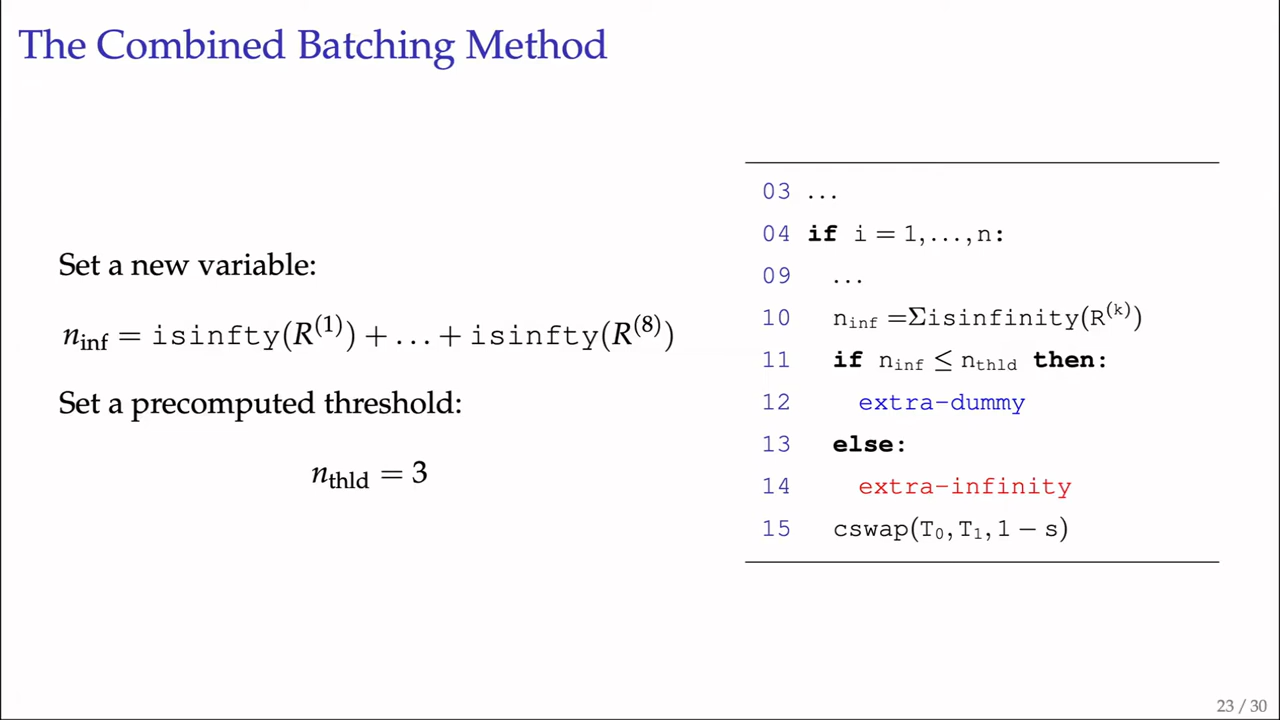 The Combined Batching Method
Set a new variable:
n_inf = isinfty(R^(1)) + ... + isinfty(R^(8))
Set a precomputed threshold:
n_thld = 3
03 ...
04 if i = 1,...,n:
09 ...
10 n_inf =Σisinfinity(R^(k))
11 if n_inf ≤ n_thld then:
12 extra-dummy
13 else:
14 extra-infinity
15 cswap(T₀,T₁,1 − s)
23 / 30